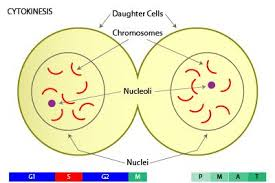 CYTOKINESIS
Daughter Cells
Chromosomes
Nucleoli
Nuclei
G1 S G2 M P M A T